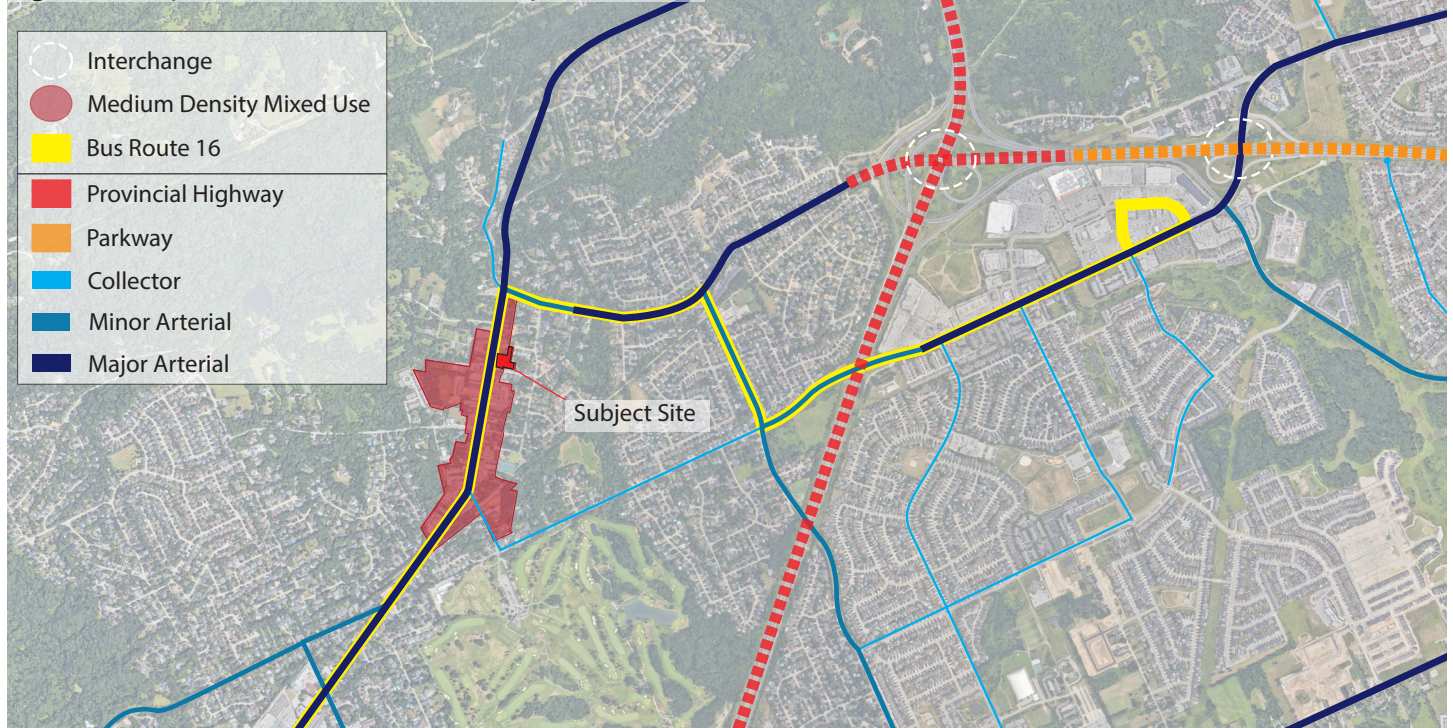 Interchange
Medium Density Mixed Use
Bus Route 16
Provincial Highway
Parkway
Collector
Minor Arterial
Major Arterial
Subject Site